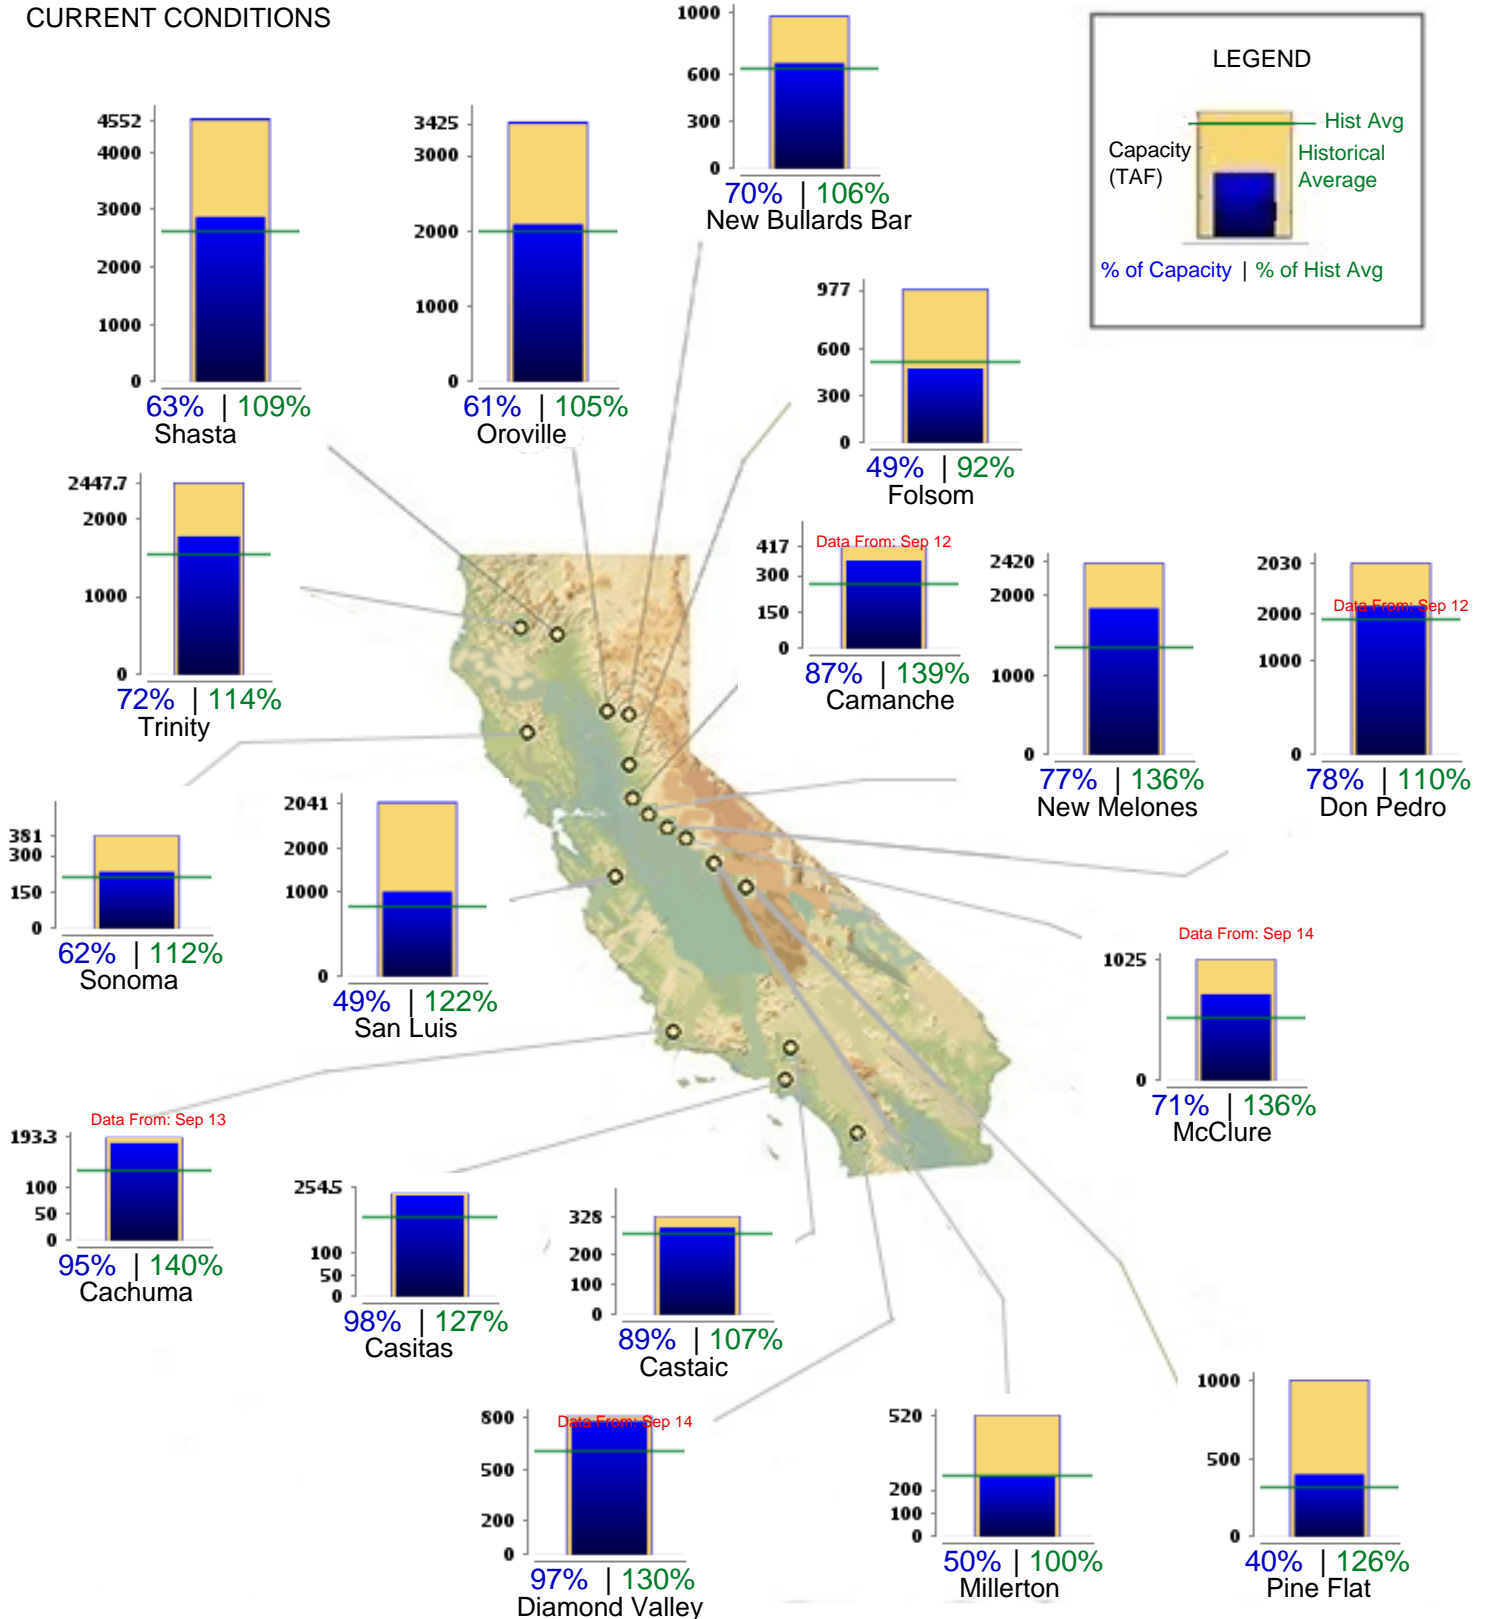 CURRENT CONDITIONS
1000
600
300
0
70% | 106%
New Bullards Bar
LEGEND
Hist Avg
Capacity
(TAF)
Historical
Average
% of Capacity | % of Hist Avg
4552
4000
3000
2000
1000
0
63% | 109%
Shasta
3425
3000
2000
1000
0
61% | 105%
Oroville
977
600
300
0
49% | 92%
Folsom
2447.7
2000
1000
0
72% | 114%
Trinity
Data From: Sep 12
417
300
150
0
87% | 139%
Camanche
2420
2000
1000
0
77% | 136%
New Melones
2030
Data From: Sep 12
2000
1000
0
78% | 110%
Don Pedro
381
300
150
0
62% | 112%
Sonoma
2041
2000
1000
0
49% | 122%
San Luis
Data From: Sep 14
1025
0
71% | 136%
McClure
Data From: Sep 13
193.3
100
50
0
95% | 140%
Cachuma
254.5
100
50
0
98% | 127%
Casitas
328
200
100
0
89% | 107%
Castaic
800
Data From: Sep 14
500
200
0
97% | 130%
Diamond Valley
520
200
100
0
50% | 100%
Millerton
1000
500
0
40% | 126%
Pine Flat